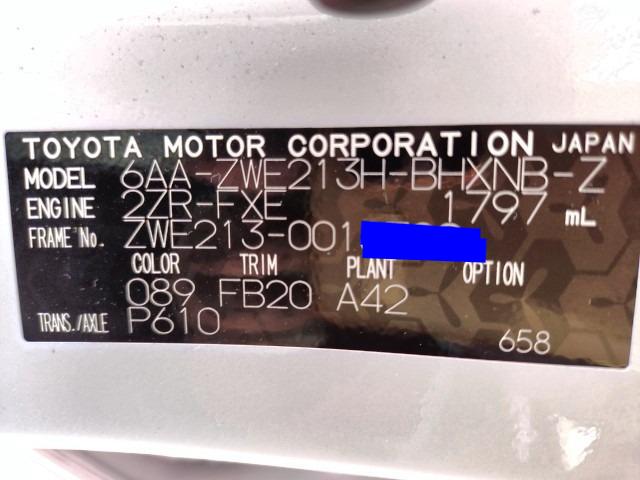 TOYOTA MOTOR CORPORATION JAPAN
MODEL 6AA-ZWE213H-BHXNB-Z
ENGINE 2ZR-FXE 1797 mL
FRAME No. ZWE213-001
COLOR TRIM PLANT OPTION
089 FB20 A42
TRANS./AXLE P610
658